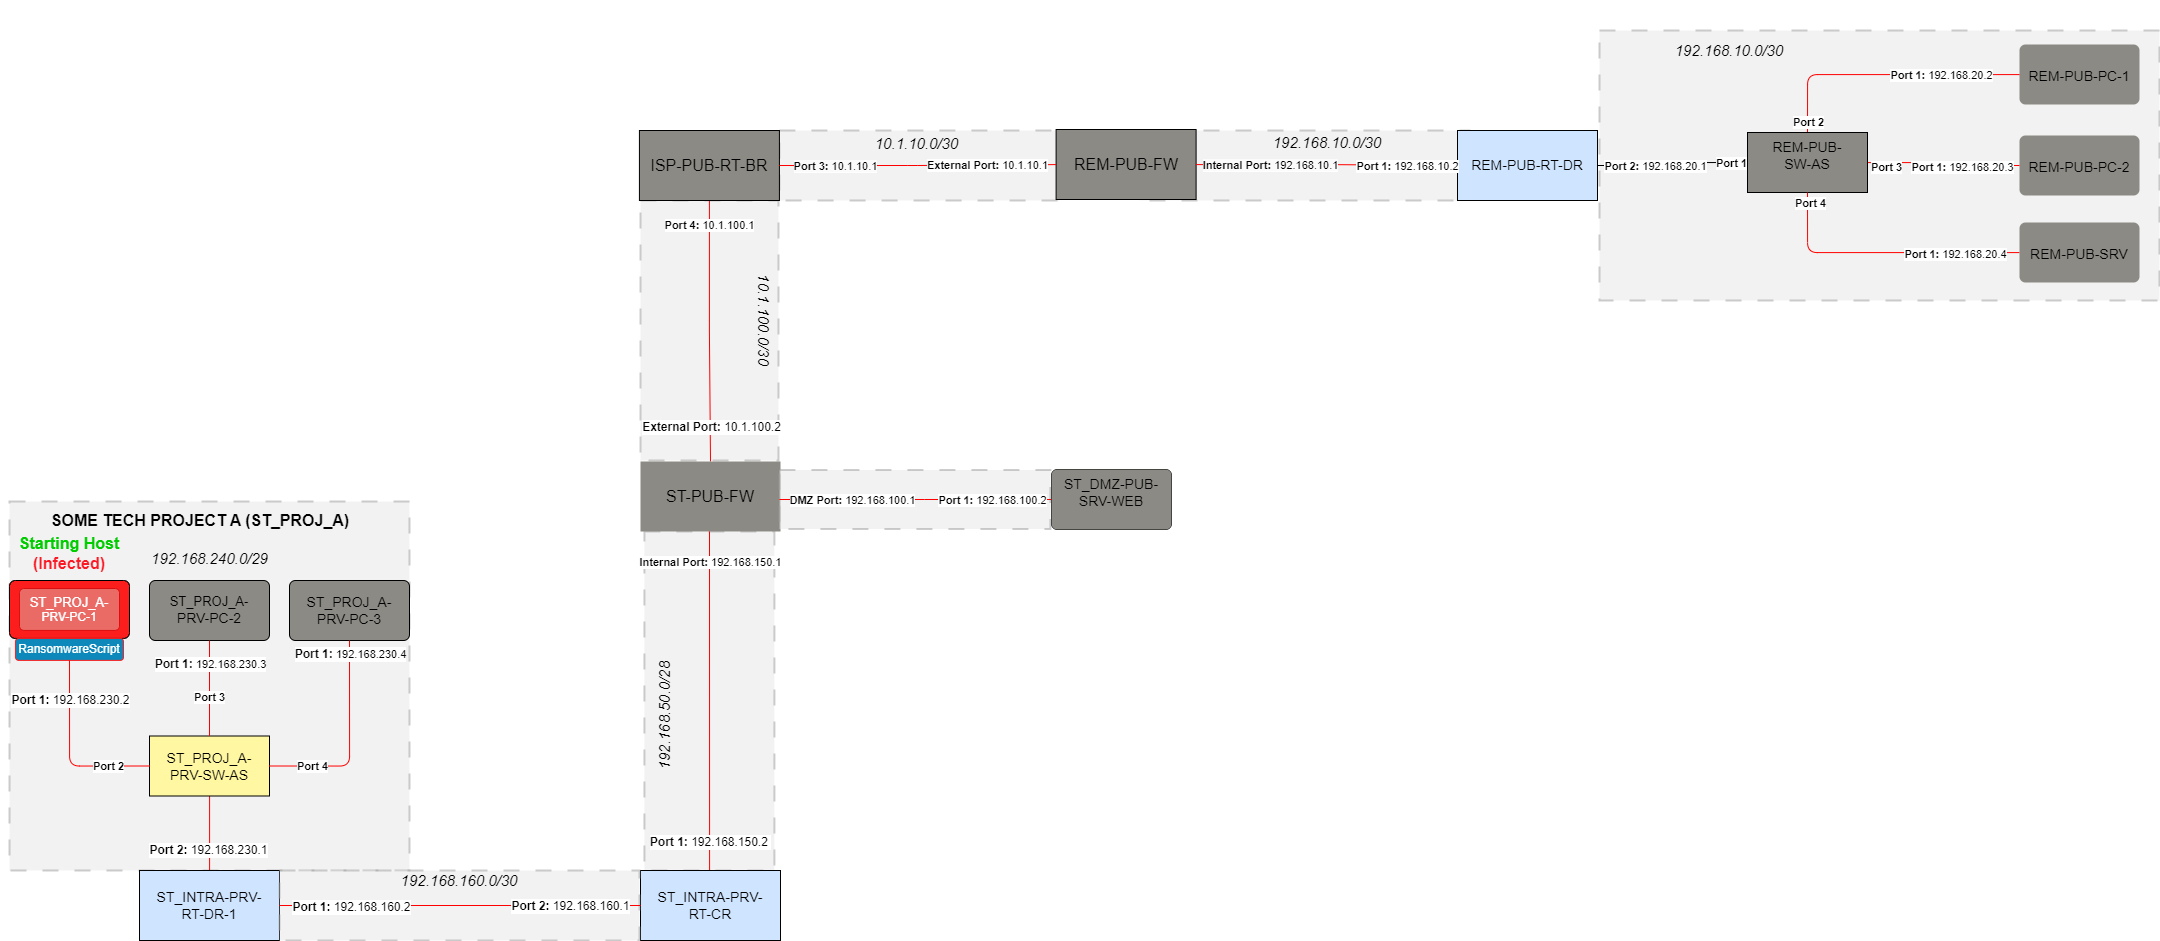 192.168.10.0/30
REM-PUB-PC-1
Port 1: 192.168.20.2
Port 2
10.1.10.0/30
192.168.10.0/30
ISP-PUB-RT-BR
Port 3: 10.1.10.1
External Port: 10.1.10.1
REM-PUB-FW
Internal Port: 192.168.10.1
Port 1: 192.168.10.2
REM-PUB-RT-DR
Port 2: 192.168.20.1
Port 1
REM-PUB-
SW-AS
Port 3
Port 1: 192.168.20.3
REM-PUB-PC-2
Port 4
Port 1: 192.168.20.4
REM-PUB-SRV
Port 4: 10.1.100.1
10.1.100.0/30
External Port: 10.1.100.2
ST-PUB-FW
DMZ Port: 192.168.100.1
Port 1: 192.168.100.2
ST_DMZ-PUB-
SRV-WEB
Internal Port: 192.168.150.1
192.168.50.0/28
Port 1: 192.168.150.2
SOME TECH PROJECT A (ST_PROJ_A)
Starting Host
(Infected)
192.168.240.0/29
ST_PROJ_A-
PRV-PC-1
RansomwareScript
ST_PROJ_A-
PRV-PC-2
ST_PROJ_A-
PRV-PC-3
Port 1: 192.168.230.3
Port 1: 192.168.230.4
Port 1: 192.168.230.2
Port 3
Port 2
ST_PROJ_A-
PRV-SW-AS
Port 4
Port 2: 192.168.230.1
ST_INTRA-PRV-
RT-DR-1
192.168.160.0/30
Port 1: 192.168.160.2
Port 2: 192.168.160.1
ST_INTRA-PRV-
RT-CR